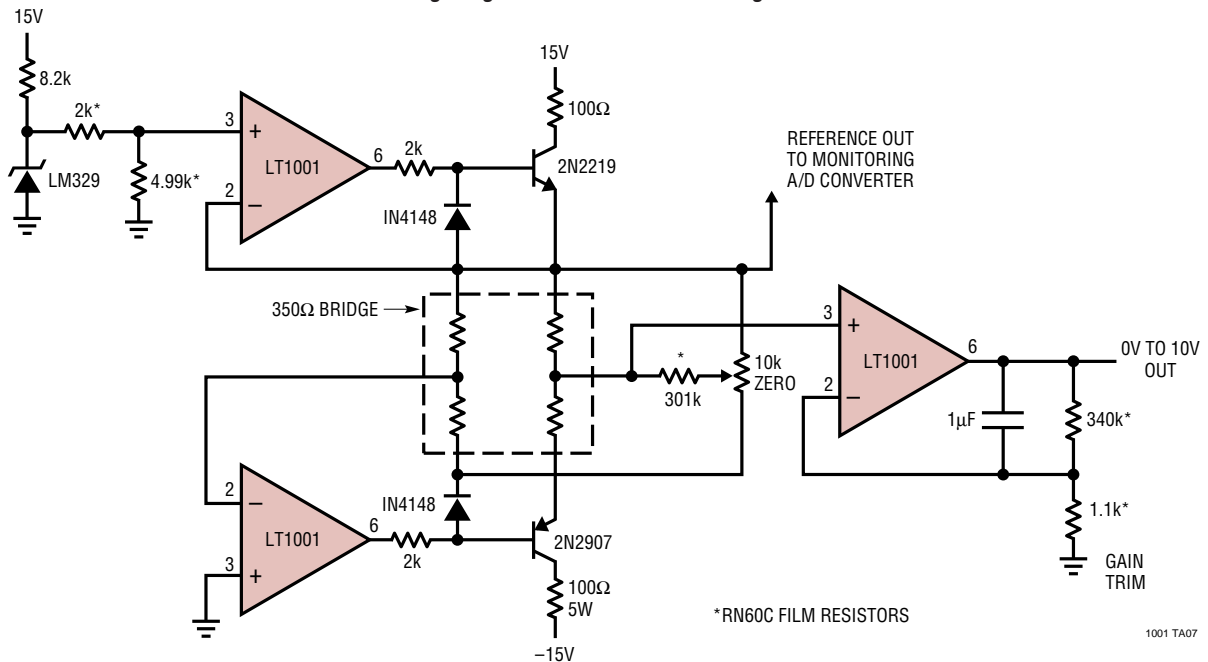 15V
8.2k
2k*
LM329
4.99k*
3
+
2
–
LT1001
6
2k
IN4148
15V
100Ω
2N2219
REFERENCE OUT
TO MONITORING
A/D CONVERTER
350Ω BRIDGE
*
301k
10k
ZERO
3
+
2
–
LT1001
6
0V TO 10V
OUT
1µF
340k*
1.1k*
GAIN
TRIM
2
–
3
+
LT1001
6
2k
IN4148
2N2907
100Ω
5W
–15V
*RN60C FILM RESISTORS
1001 TA07